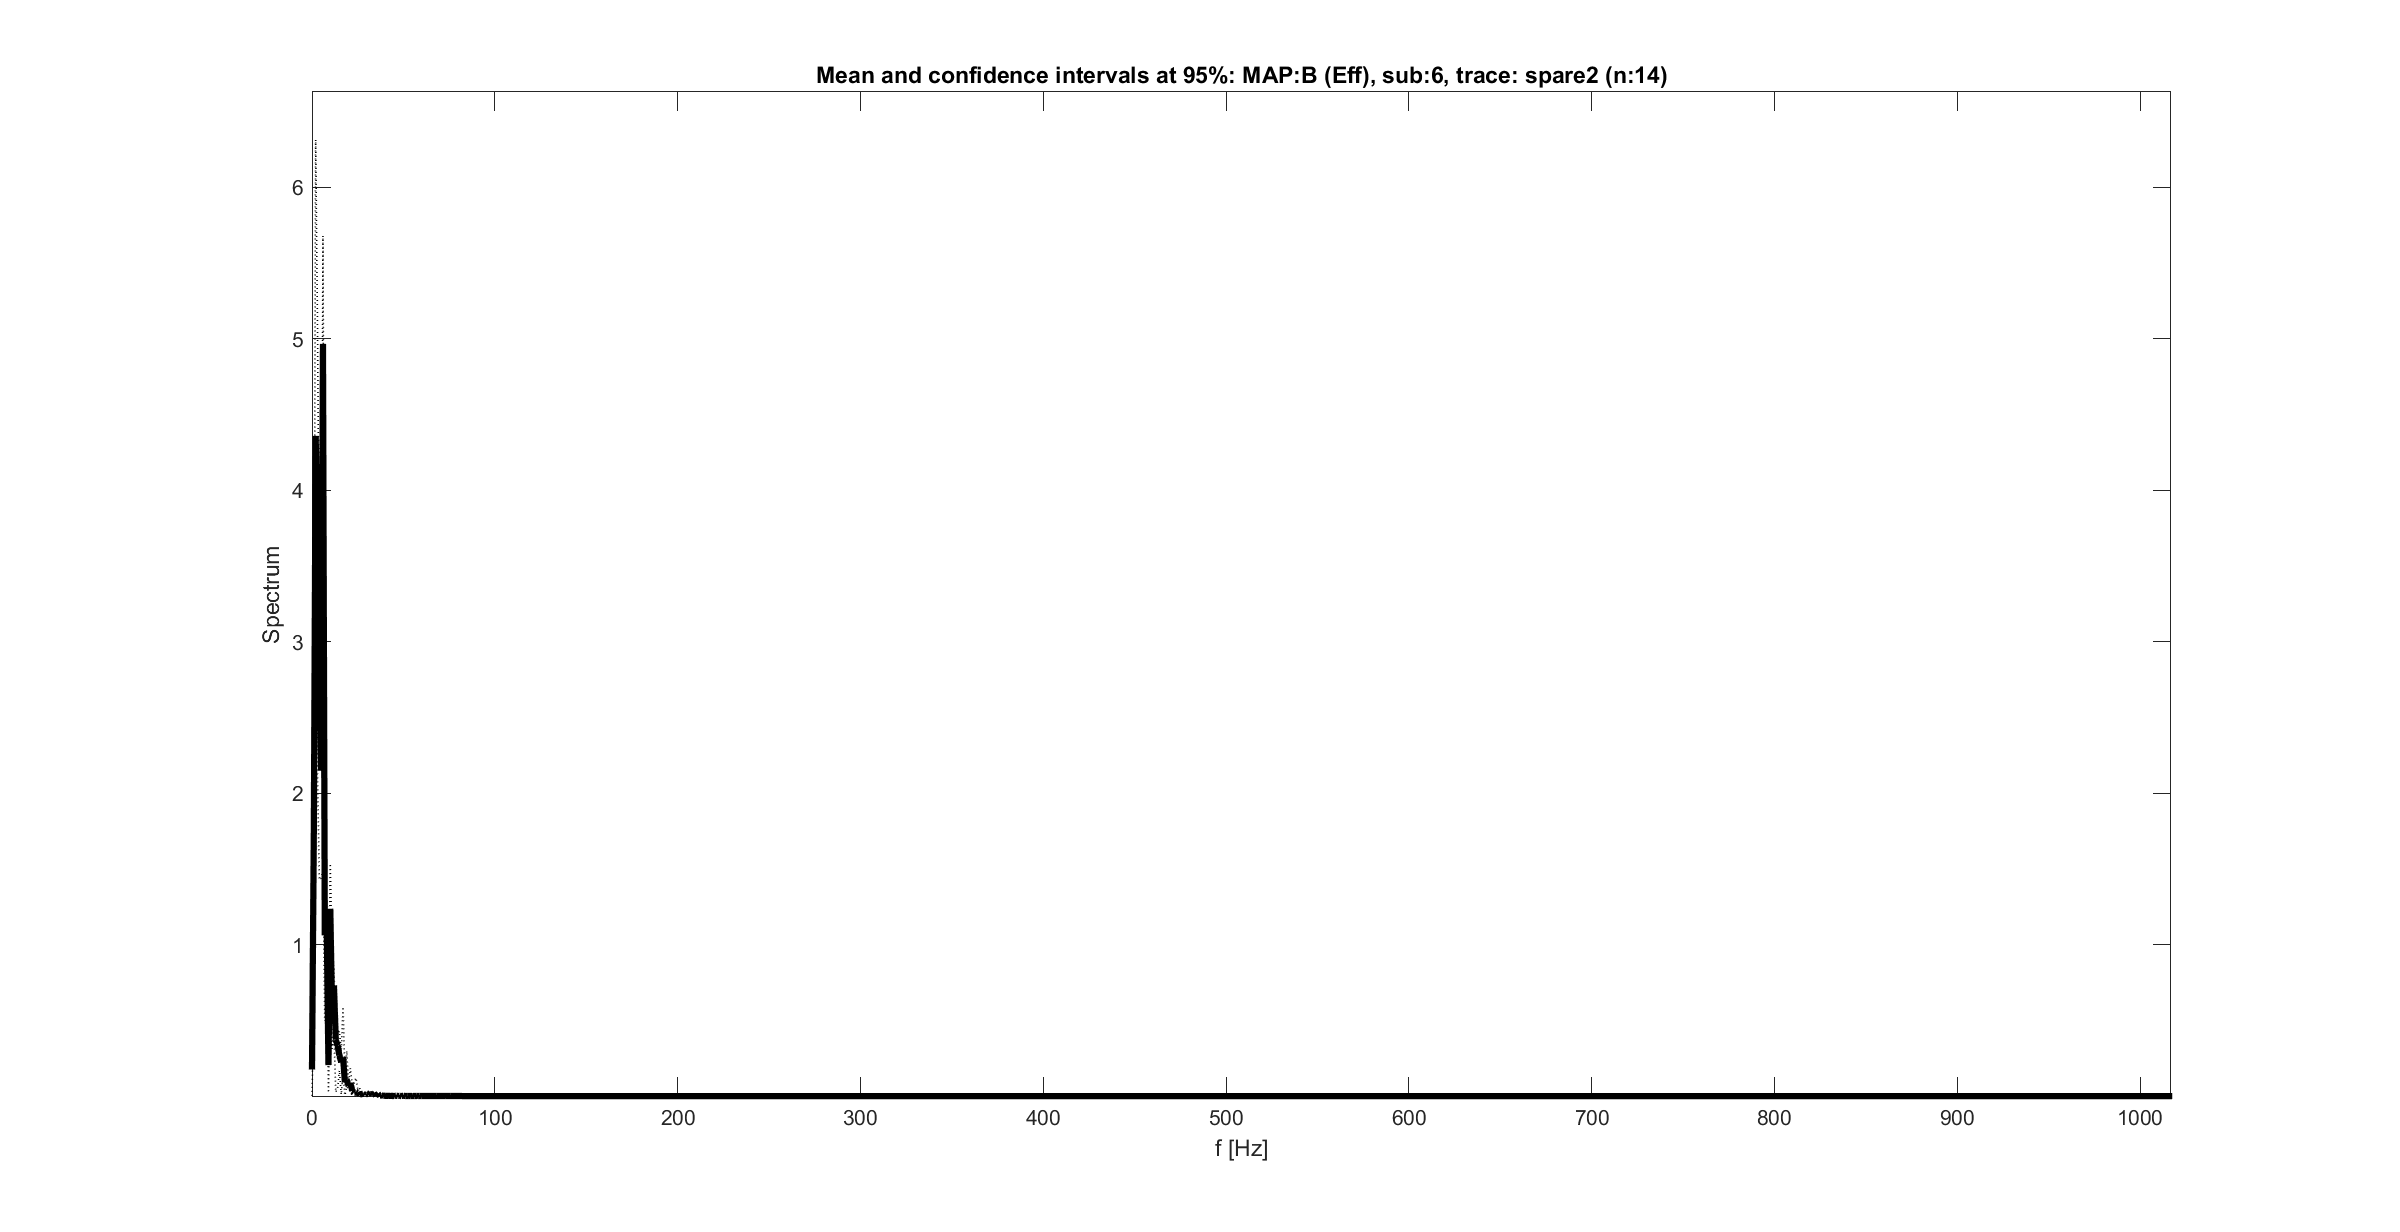 Mean and confidence intervals at 95%: MAP:B (Eff), sub:6, trace: spare2 (n:14)
6
5
4
3
2
1
Spectrum
0 100 200 300 400 500 600 700 800 900 1000
f [Hz]